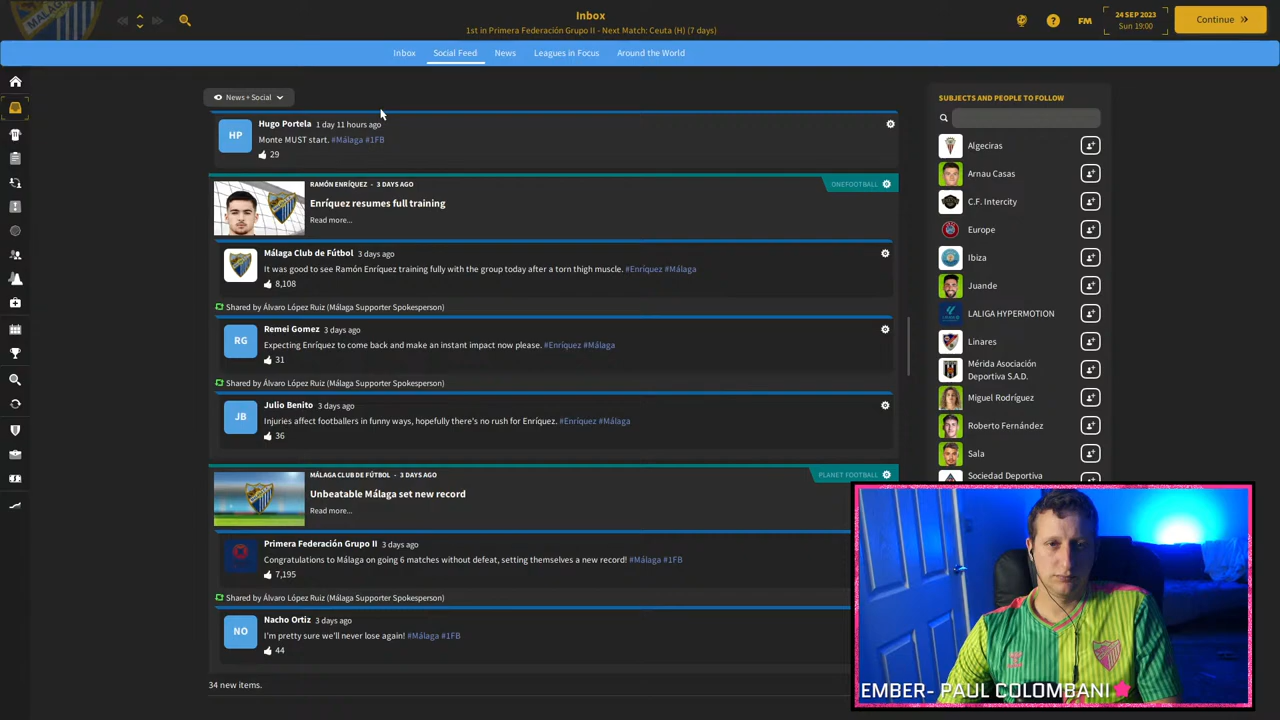 Inbox
1st in Primera Federación Grupo II - Next Match: Ceuta (H) (7 days)
FM
24 SEP 2023
Sun 19:00
Continue
Inbox
Social Feed
News
Leagues in Focus
Around the World
News + Social
HP
Hugo Portela 1 day 11 hours ago
Monte MUST start. #Málaga #1FB
29
RAMÓN ENRÍQUEZ - 3 DAYS AGO
ONEFOOTBALL
Enríquez resumes full training
Read more...
Málaga Club de Fútbol 3 days ago
It was good to see Ramón Enríquez training fully with the group today after a torn thigh muscle. #Enríquez #Málaga
8,108
Shared by Álvaro López Ruiz (Málaga Supporter Spokesperson)
RG
Remei Gomez 3 days ago
Expecting Enríquez to come back and make an instant impact now please. #Enríquez #Málaga
31
Shared by Álvaro López Ruiz (Málaga Supporter Spokesperson)
JB
Julio Benito 3 days ago
Injuries affect footballers in funny ways, hopefully there's no rush for Enríquez. #Enríquez #Málaga
36
MÁLAGA CLUB DE FÚTBOL - 3 DAYS AGO
PLANET FOOTBALL
Unbeatable Málaga set new record
Read more...
Primera Federación Grupo II 3 days ago
Congratulations to Málaga on going 6 matches without defeat, setting themselves a new record! #Málaga #1FB
7,195
Shared by Álvaro López Ruiz (Málaga Supporter Spokesperson)
NO
Nacho Ortiz 3 days ago
I'm pretty sure we'll never lose again! #Málaga #1FB
44
34 new items.
SUBJECTS AND PEOPLE TO FOLLOW
Algeciras
Arnau Casas
C.F. Intercity
Europe
Ibiza
Juande
LALIGA HYPERMOTION
Linares
Mérida Asociación
Deportiva S.A.D.
Miguel Rodríguez
Roberto Fernández
Sala
Sociedad Deportiva
EMBER- PAUL COLOMBANI